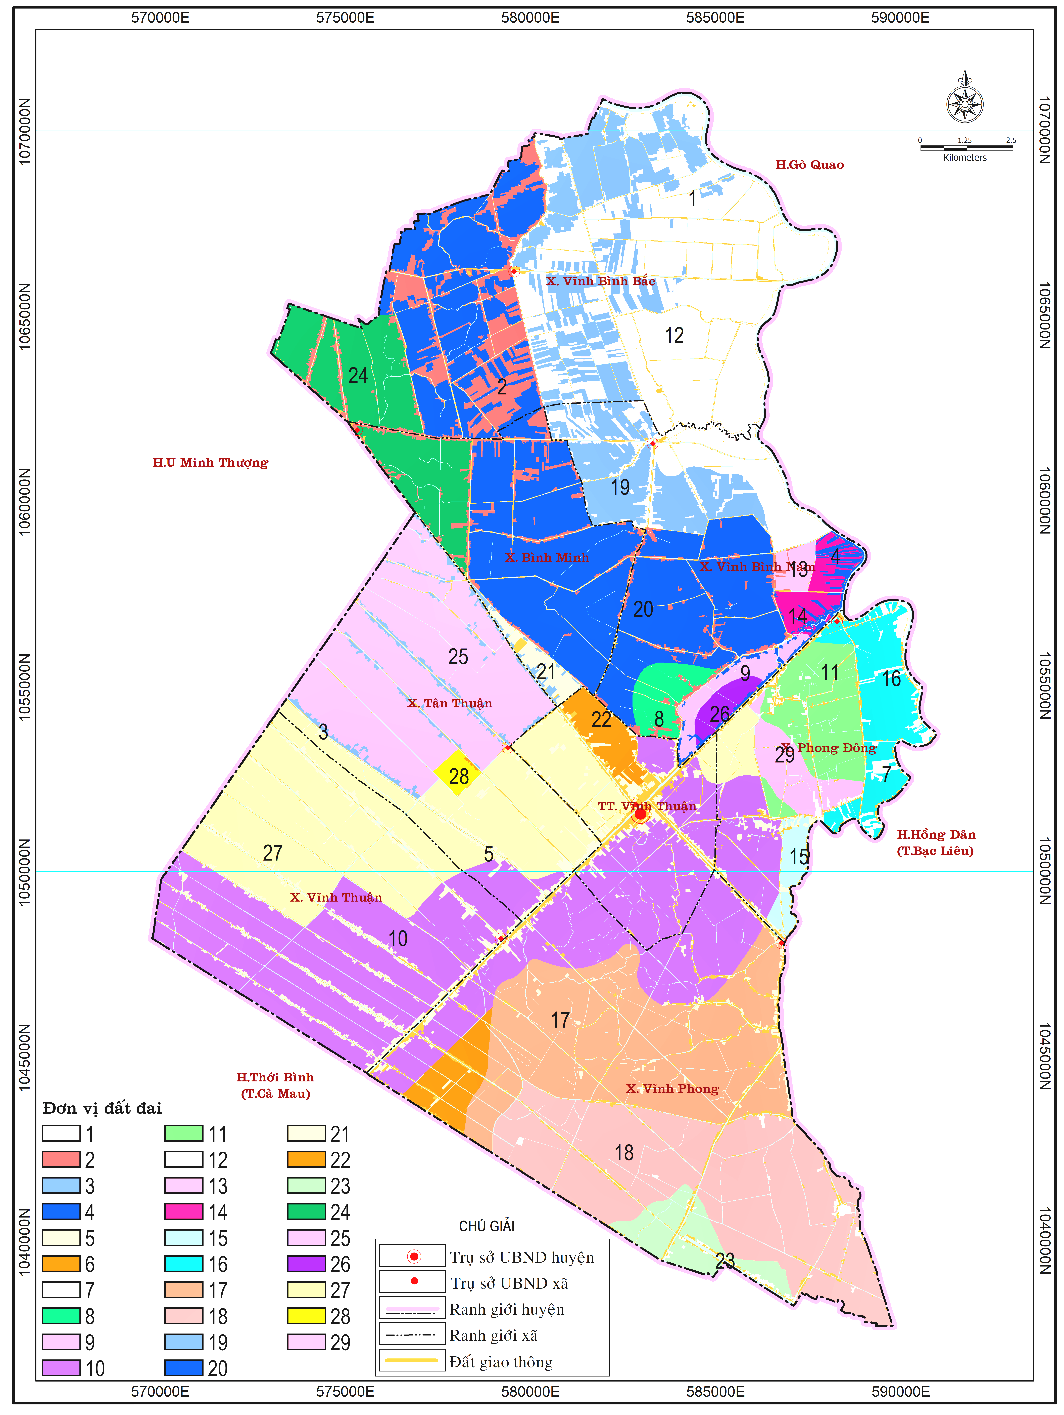 570000E 575000E 580000E 585000E 590000E
1070000N 1070000N
0 1.25 2.5
Kilometers
H.Gò Quao
1
X. Vĩnh Bình Bắc
1065000N 1065000N
12
24
2
H.U Minh Thượng
19
1060000N 1060000N
X. Bình Minh
X. Vĩnh Bình Nam
13
4
20
14
25
21
9
11
16
1055000N 1055000N
X. Tân Thuận
3
22
8
26
X. Phong Đông
29
28
7
TT. Vĩnh Thuận
H.Hồng Dân
(T.Bạc Liêu)
27
5
15
1050000N 1050000N
X. Vĩnh Thuận
10
17
1045000N 1045000N
H.Thới Bình
(T.Cà Mau)
X. Vĩnh Phong
18
1040000N 1040000N
23
Đơn vị đất đai
1 11 21
2 12 22
3 13 23
4 14 24
5 15 25
6 16 26
7 17 27
8 18 28
9 19 29
10 20
CHÚ GIẢI
Trụ sở UBND huyện
Trụ sở UBND xã
Ranh giới huyện
Ranh giới xã
Đất giao thông
570000E 575000E 580000E 585000E 590000E